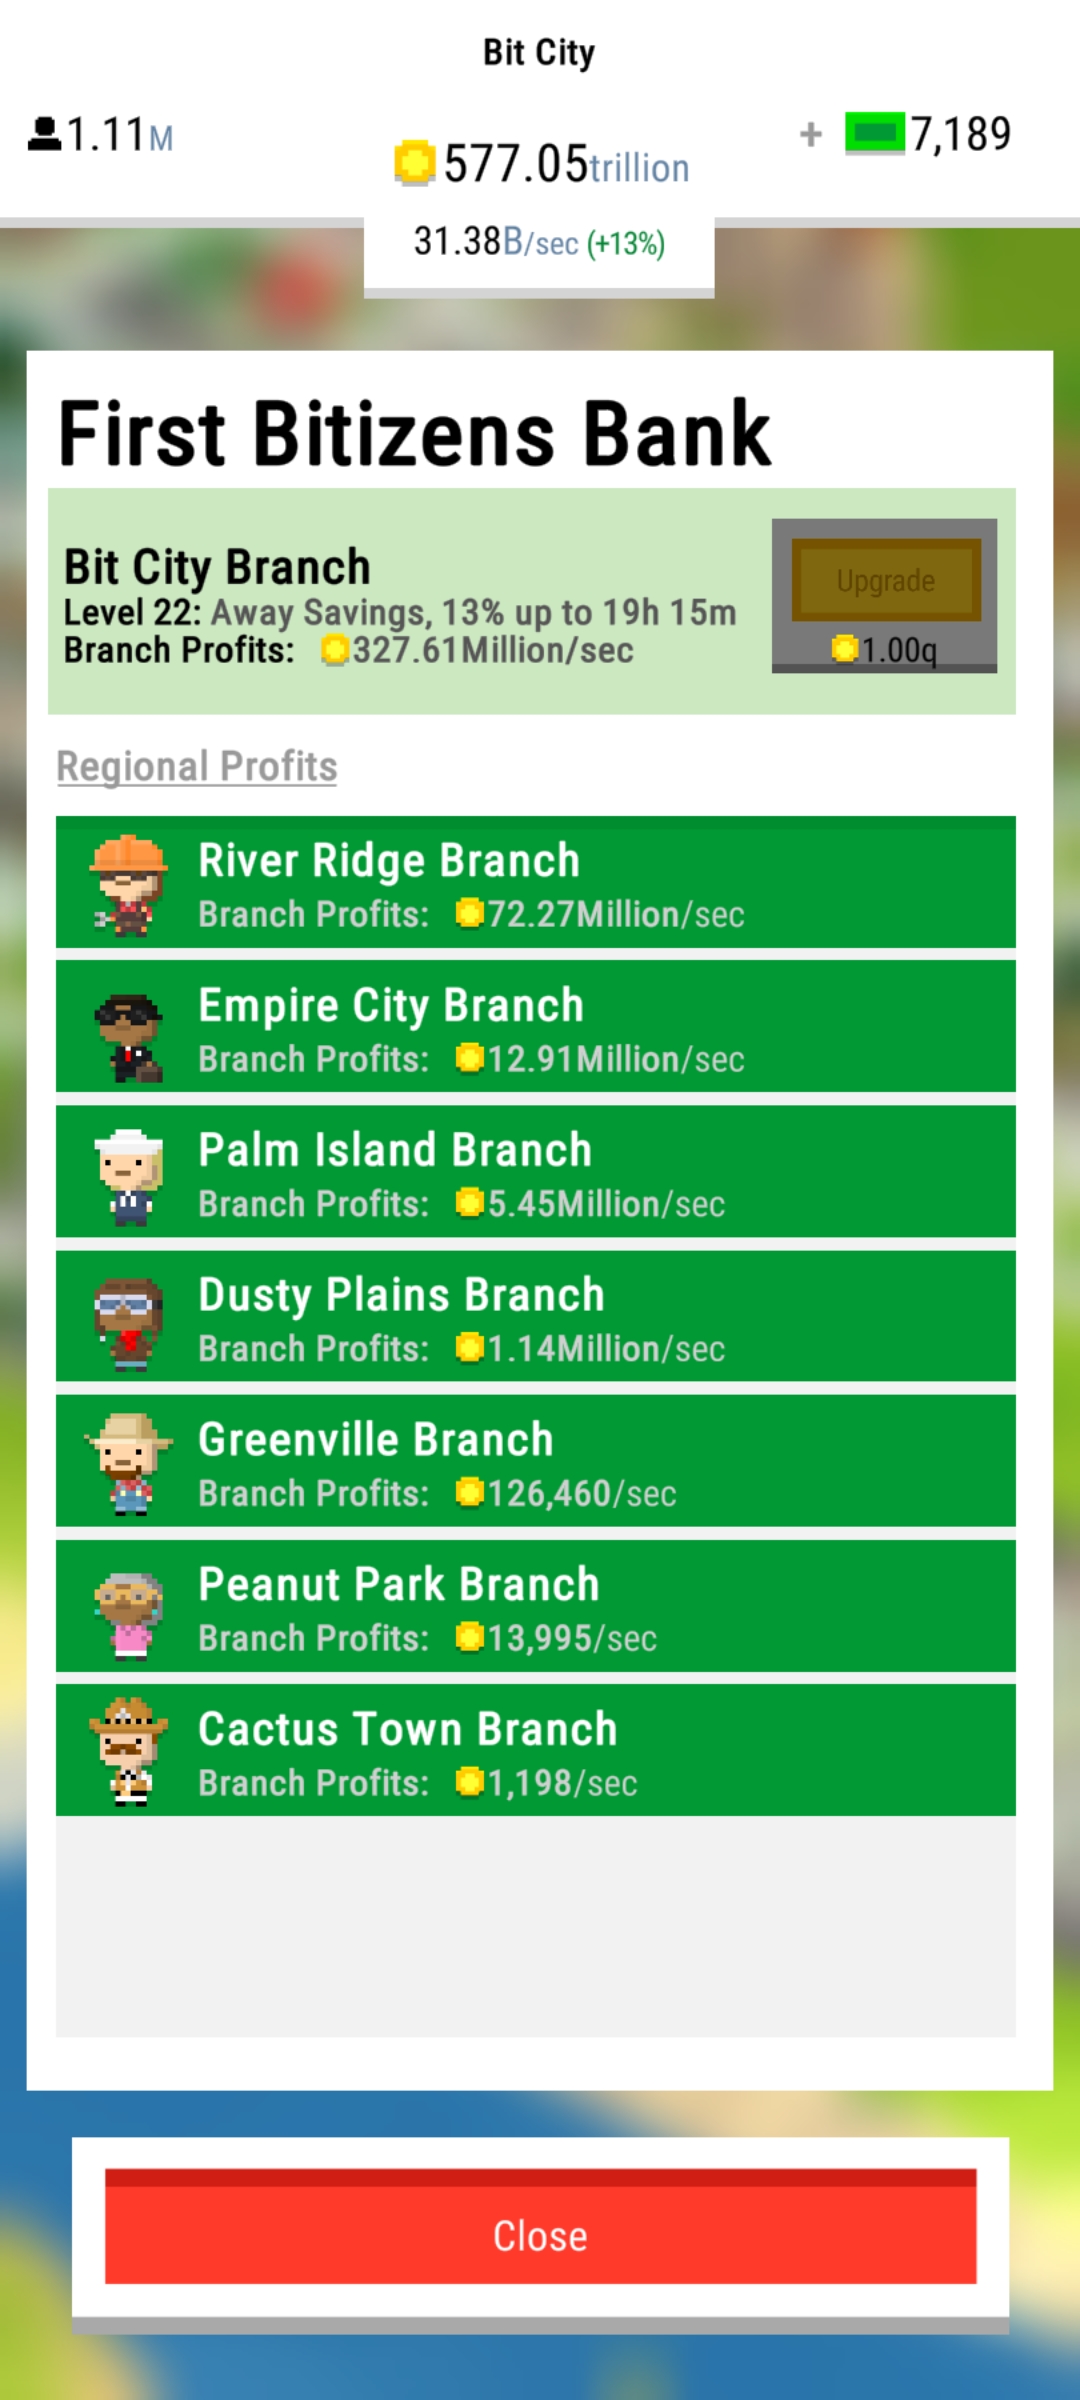 Bit City
1.11M
577.05trillion
+ 7,189
31.38B/sec (+13%)
First Bitizens Bank
Bit City Branch
Level 22: Away Savings, 13% up to 19h 15m
Branch Profits: 327.61Million/sec
Upgrade
1.00q
Regional Profits
River Ridge Branch
Branch Profits: 72.27Million/sec
Empire City Branch
Branch Profits: 12.91Million/sec
Palm Island Branch
Branch Profits: 5.45Million/sec
Dusty Plains Branch
Branch Profits: 1.14Million/sec
Greenville Branch
Branch Profits: 126,460/sec
Peanut Park Branch
Branch Profits: 13,995/sec
Cactus Town Branch
Branch Profits: 1,198/sec
Close